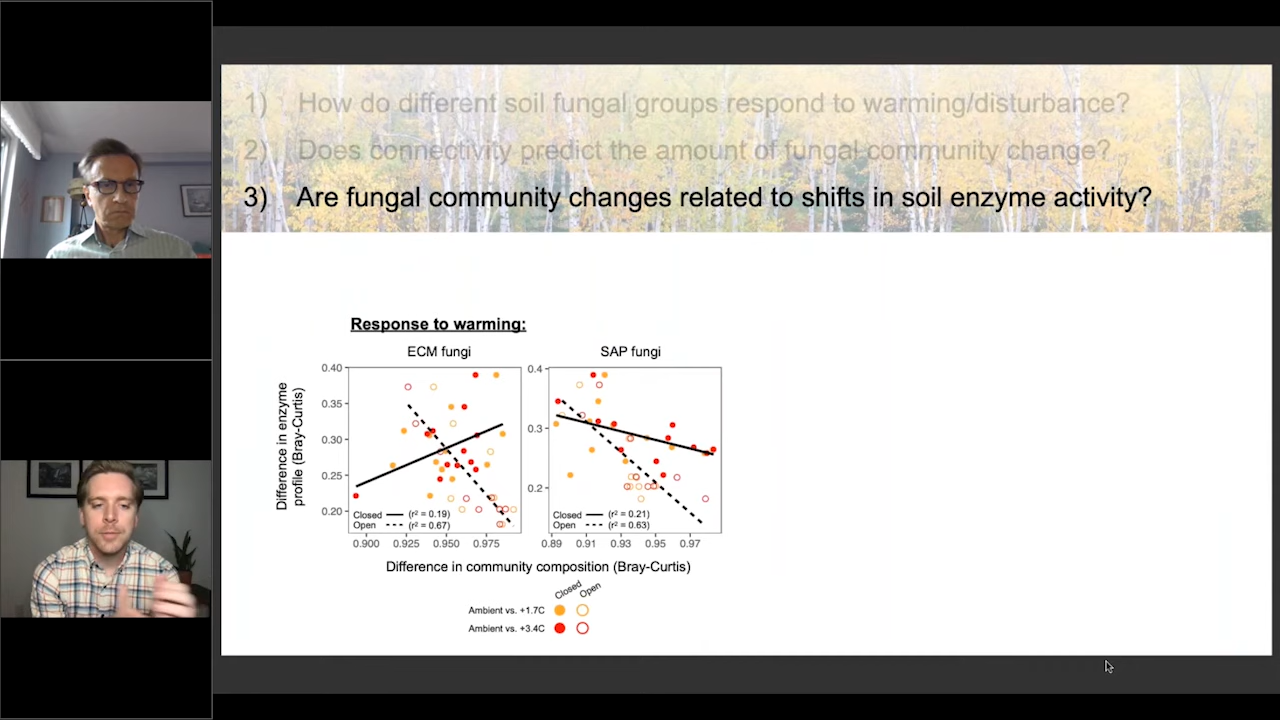 1) How do different soil fungal groups respond to warming/disturbance?
2) Does connectivity predict the amount of fungal community change?
3) Are fungal community changes related to shifts in soil enzyme activity?
Response to warming:
ECM fungi
SAP fungi
Difference in enzyme
profile (Bray-Curtis)
0.40
0.35
0.30
0.25
0.20
0.4
0.3
0.2
Closed (r² = 0.19)
Open (r² = 0.67)
Closed (r² = 0.21)
Open (r² = 0.63)
0.900 0.925 0.950 0.975
0.89 0.91 0.93 0.95 0.97
Difference in community composition (Bray-Curtis)
Closed Open
Ambient vs. +1.7C
Ambient vs. +3.4C